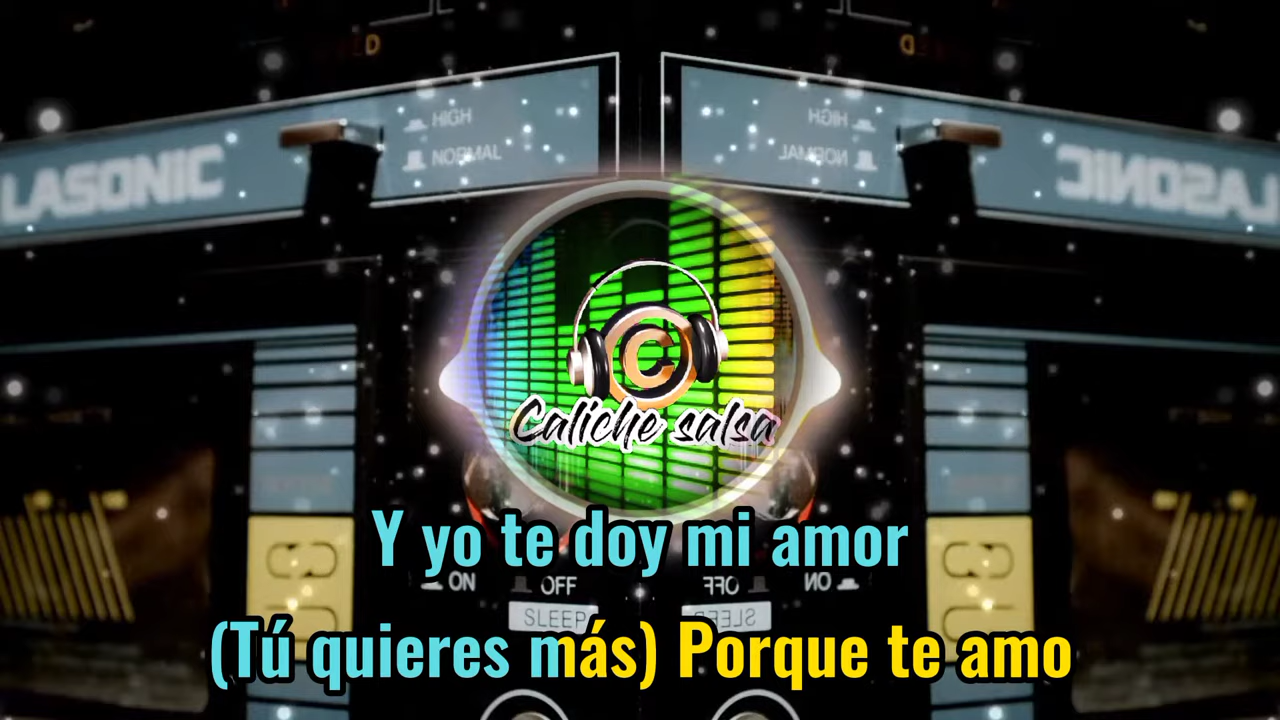 HIGH
HIGH
NORMAL
NORMAL
LASONIC
LASONIC
C
Caliche salsa
Y yo te doy mi amor
ON
OFF
OFF
ON
SLEEP
SLEEP
(Tú quieres más) Porque te amo